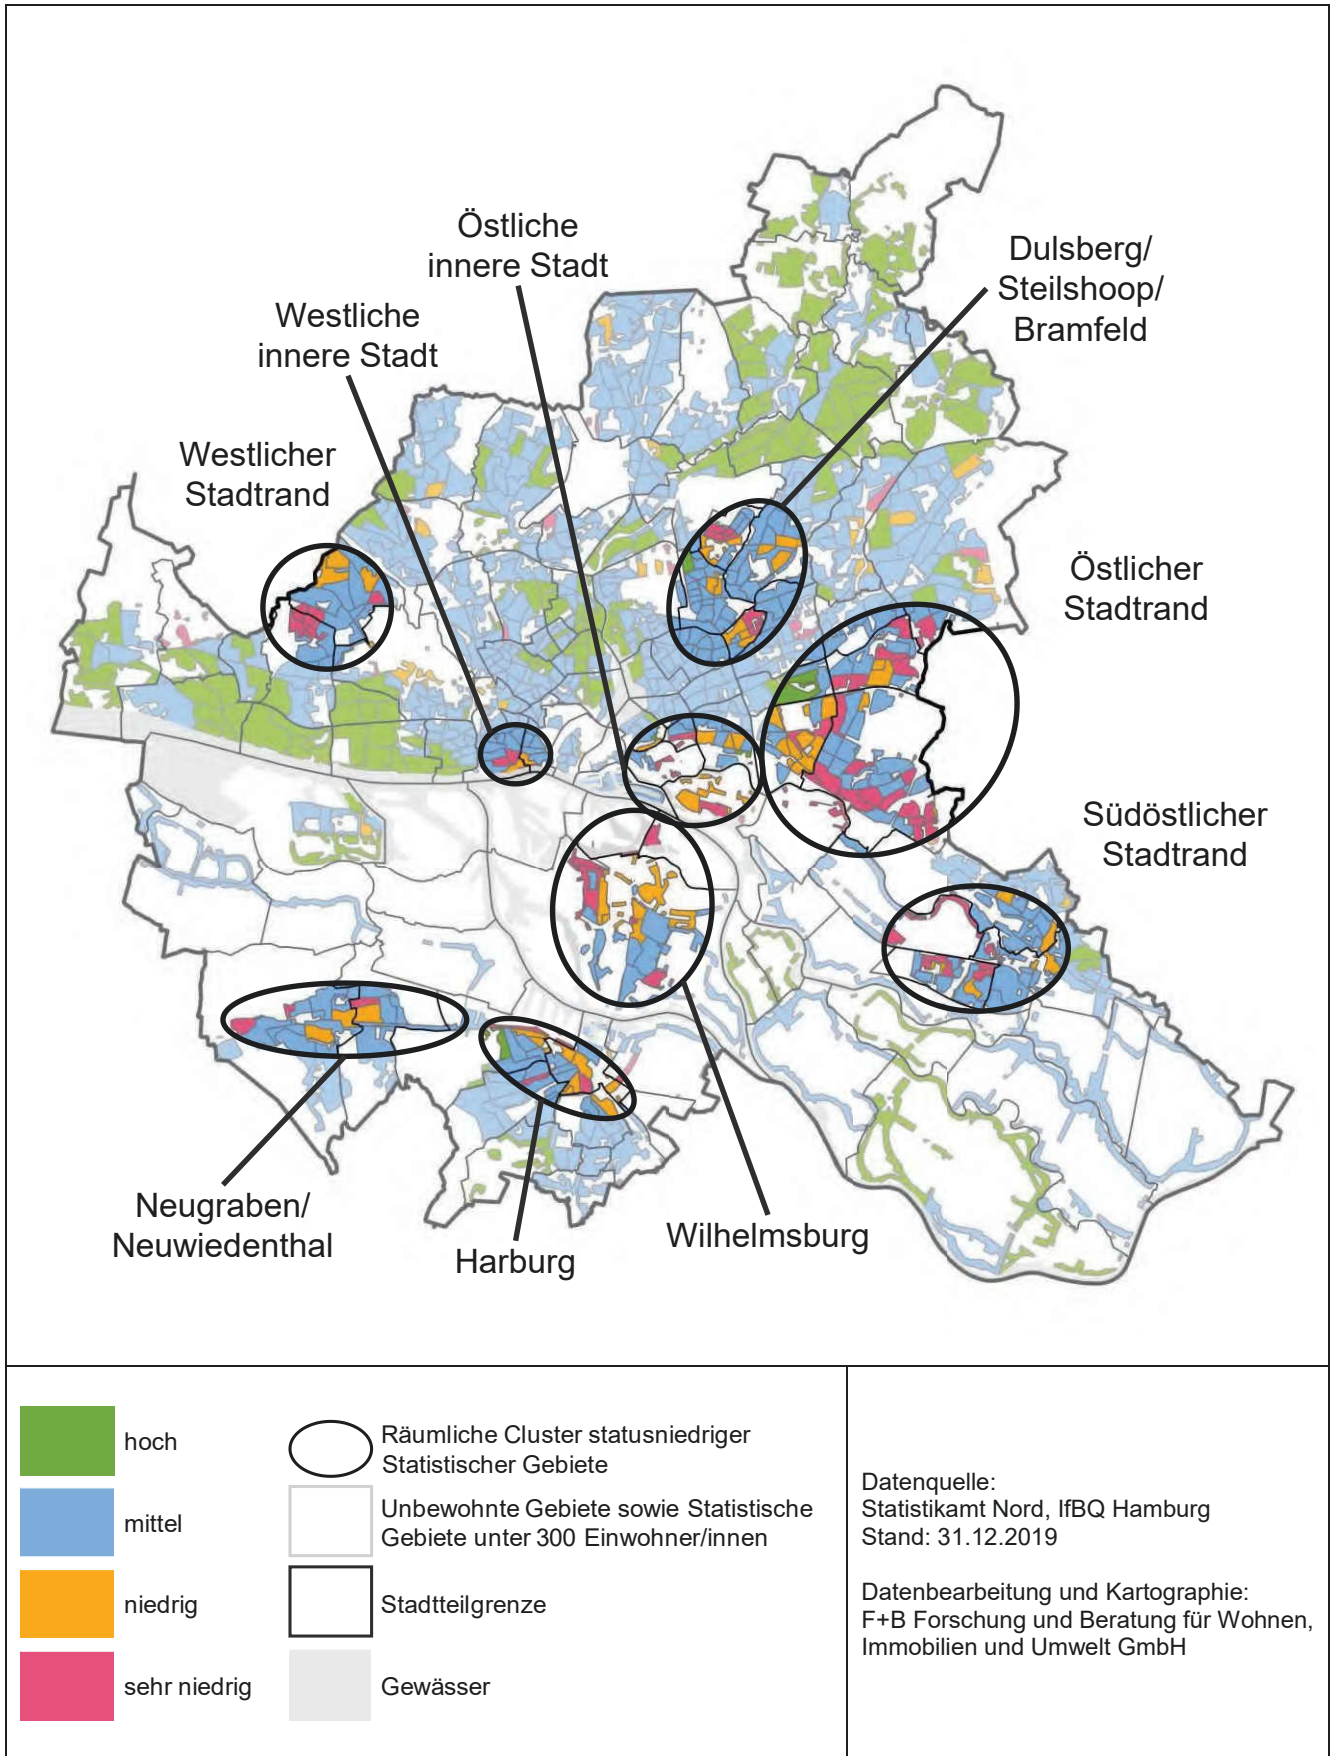 Östliche
innere Stadt
Dulsberg/
Steilshoop/
Bramfeld
Westliche
innere Stadt
Westlicher
Stadtrand
Östlicher
Stadtrand
Südöstlicher
Stadtrand
Neugraben/
Neuwiedenthal
Harburg
Wilhelmsburg
hoch
mittel
niedrig
sehr niedrig
Räumliche Cluster statusniedriger
Statistischer Gebiete
Unbewohnte Gebiete sowie Statistische
Gebiete unter 300 Einwohner/innen
Stadtteilgrenze
Gewässer
Datenquelle:
Statistikamt Nord, IfBQ Hamburg
Stand: 31.12.2019
Datenbearbeitung und Kartographie:
F+B Forschung und Beratung für Wohnen,
Immobilien und Umwelt GmbH